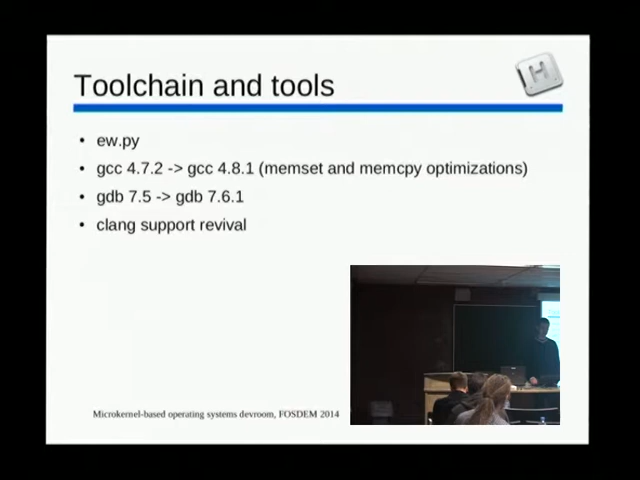 Toolchain and tools
H
• ew.py
• gcc 4.7.2 -> gcc 4.8.1 (memset and memcpy optimizations)
• gdb 7.5 -> gdb 7.6.1
• clang support revival
Microkernel-based operating systems devroom, FOSDEM 2014